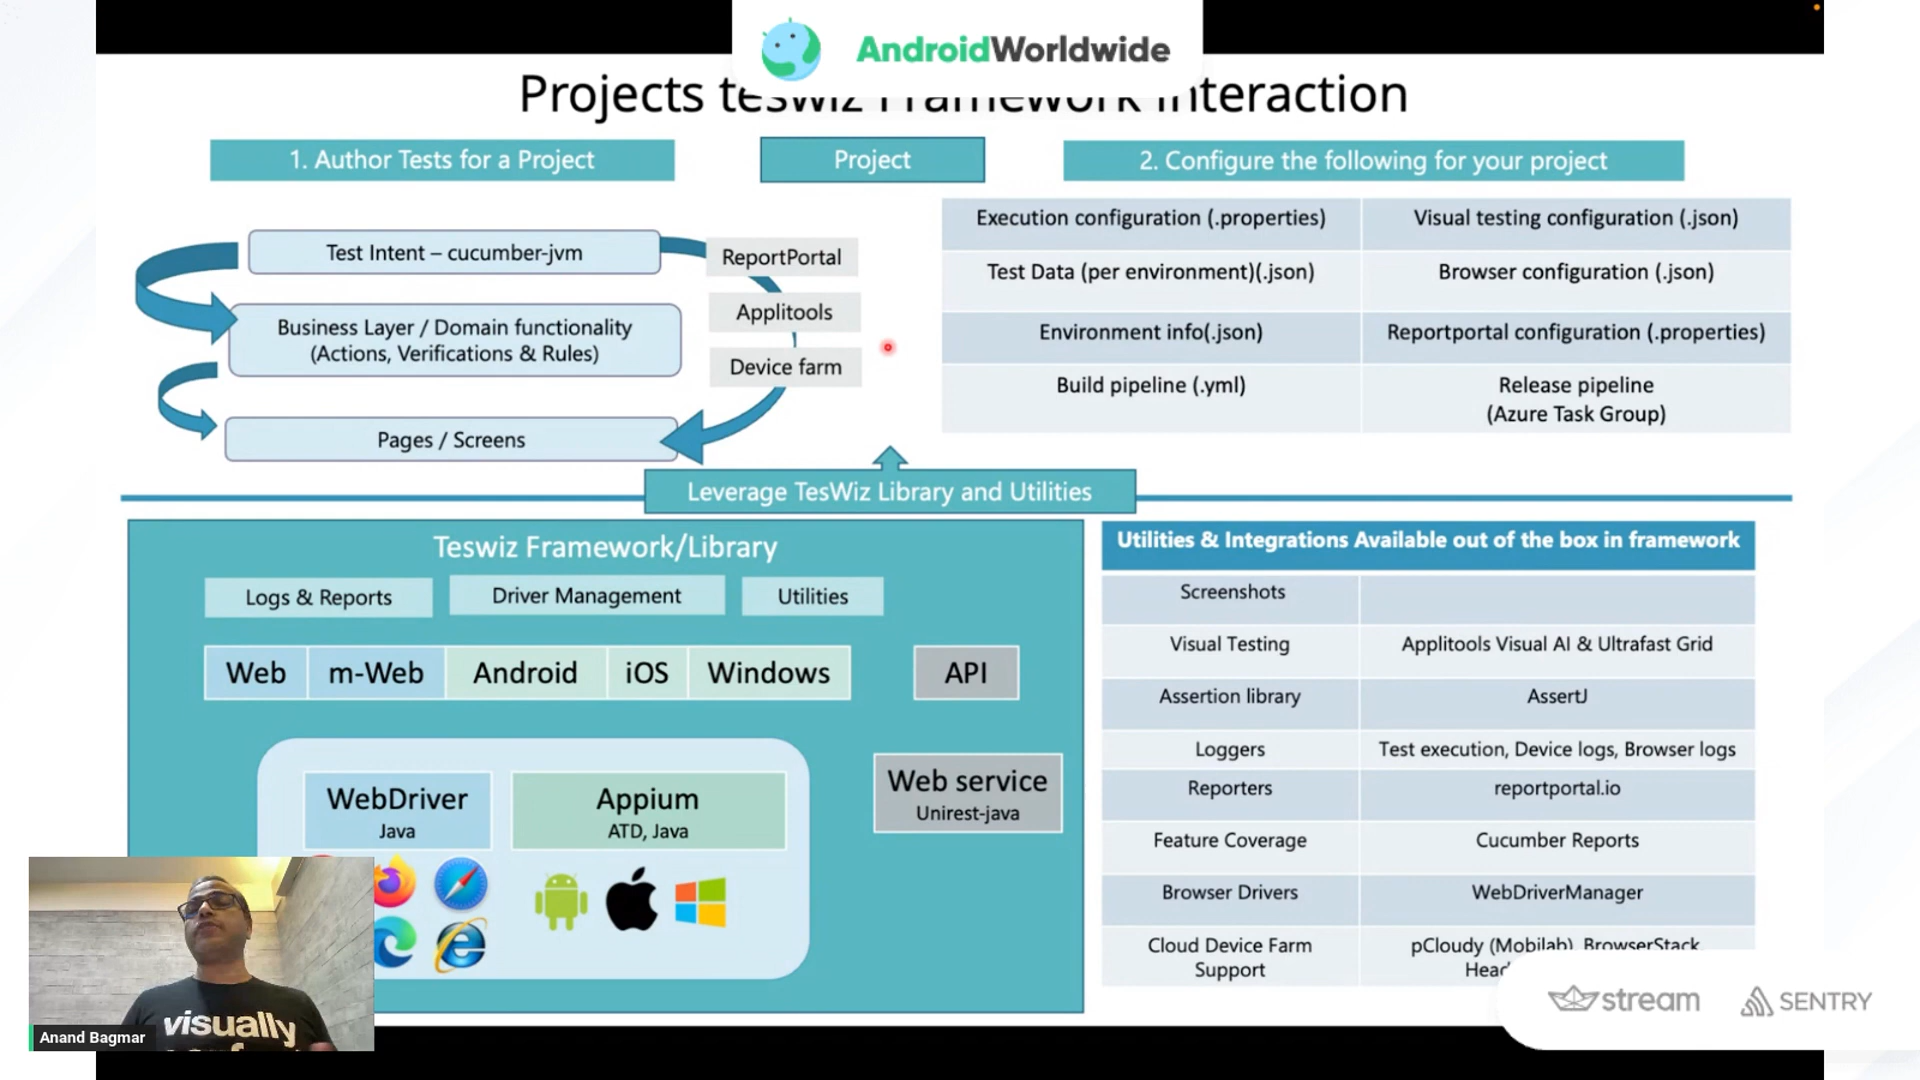 AndroidWorldwide
Projects teswiz Framework Interaction
1. Author Tests for a Project
Project
2. Configure the following for your project
Test Intent – cucumber-jvm
Business Layer / Domain functionality
(Actions, Verifications & Rules)
Pages / Screens
ReportPortal
Applitools
Device farm
Execution configuration (.properties)
Visual testing configuration (.json)
Test Data (per environment)(.json)
Browser configuration (.json)
Environment info(.json)
Reportportal configuration (.properties)
Build pipeline (.yml)
Release pipeline
(Azure Task Group)
Leverage TesWiz Library and Utilities
Teswiz Framework/Library
Logs & Reports
Driver Management
Utilities
Web
m-Web
Android
iOS
Windows
API
WebDriver
Java
Appium
ATD, Java
Web service
Unirest-java
Utilities & Integrations Available out of the box in framework
Screenshots
Visual Testing
Applitools Visual AI & Ultrafast Grid
Assertion library
AssertJ
Loggers
Test execution, Device logs, Browser logs
Reporters
reportportal.io
Feature Coverage
Cucumber Reports
Browser Drivers
WebDriverManager
Cloud Device Farm
Support
pCloudy (Mobilab), BrowserStack,
visually
Anand Bagmar
stream
SENTRY